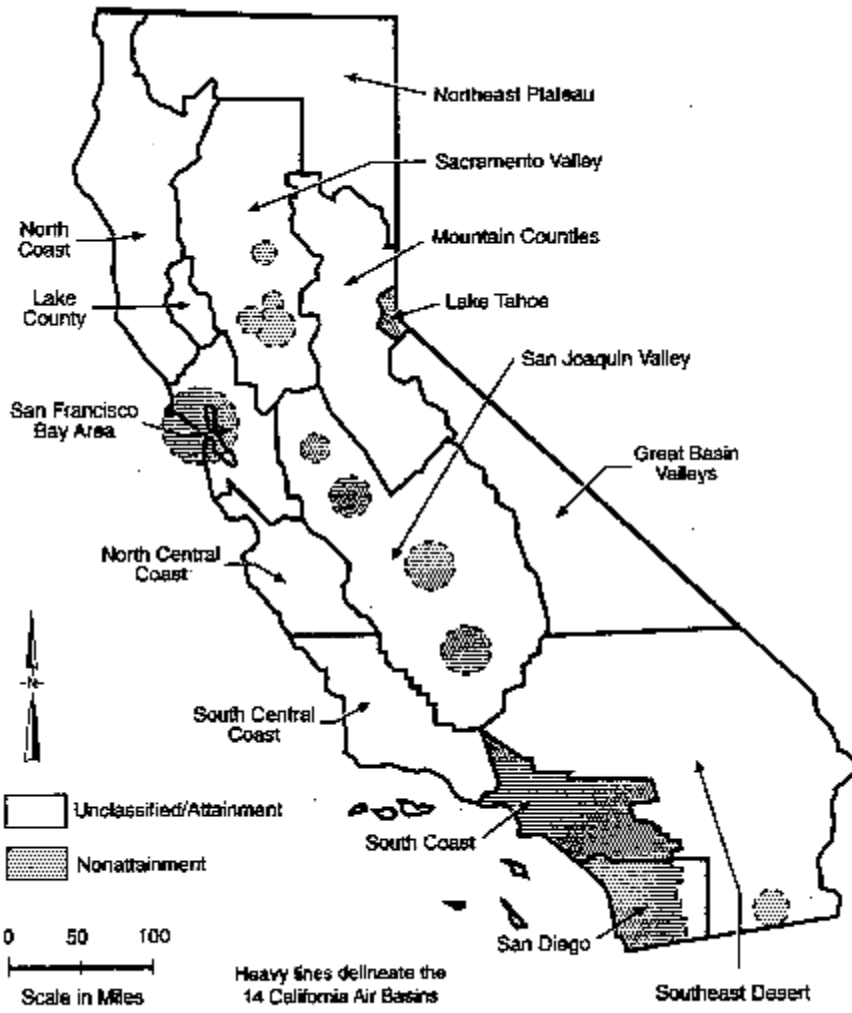 Northeast Plateau
Sacramento Valley
North
Coast
Mountain Counties
Lake
County
Lake Tahoe
San Joaquin Valley
San Francisco
Bay Area
Great Basin
Valleys
North Central
Coast
-N-
South Central
Coast
Unclassified/Attainment
South Coast
Nonattainment
San Diego
0 50 100
Scale in Miles
Heavy lines delineate the
14 California Air Basins
Southeast Desert